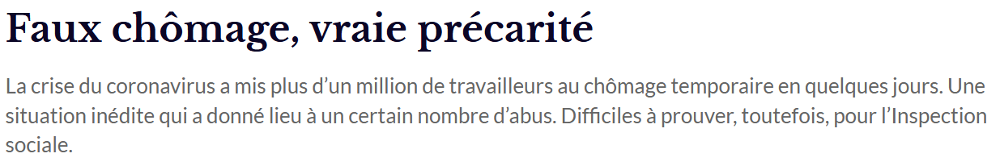 Faux chômage, vraie précarité
La crise du coronavirus a mis plus d’un million de travailleurs au chômage temporaire en quelques jours. Une
situation inédite qui a donné lieu à un certain nombre d’abus. Difficiles à prouver, toutefois, pour l’Inspection
sociale.